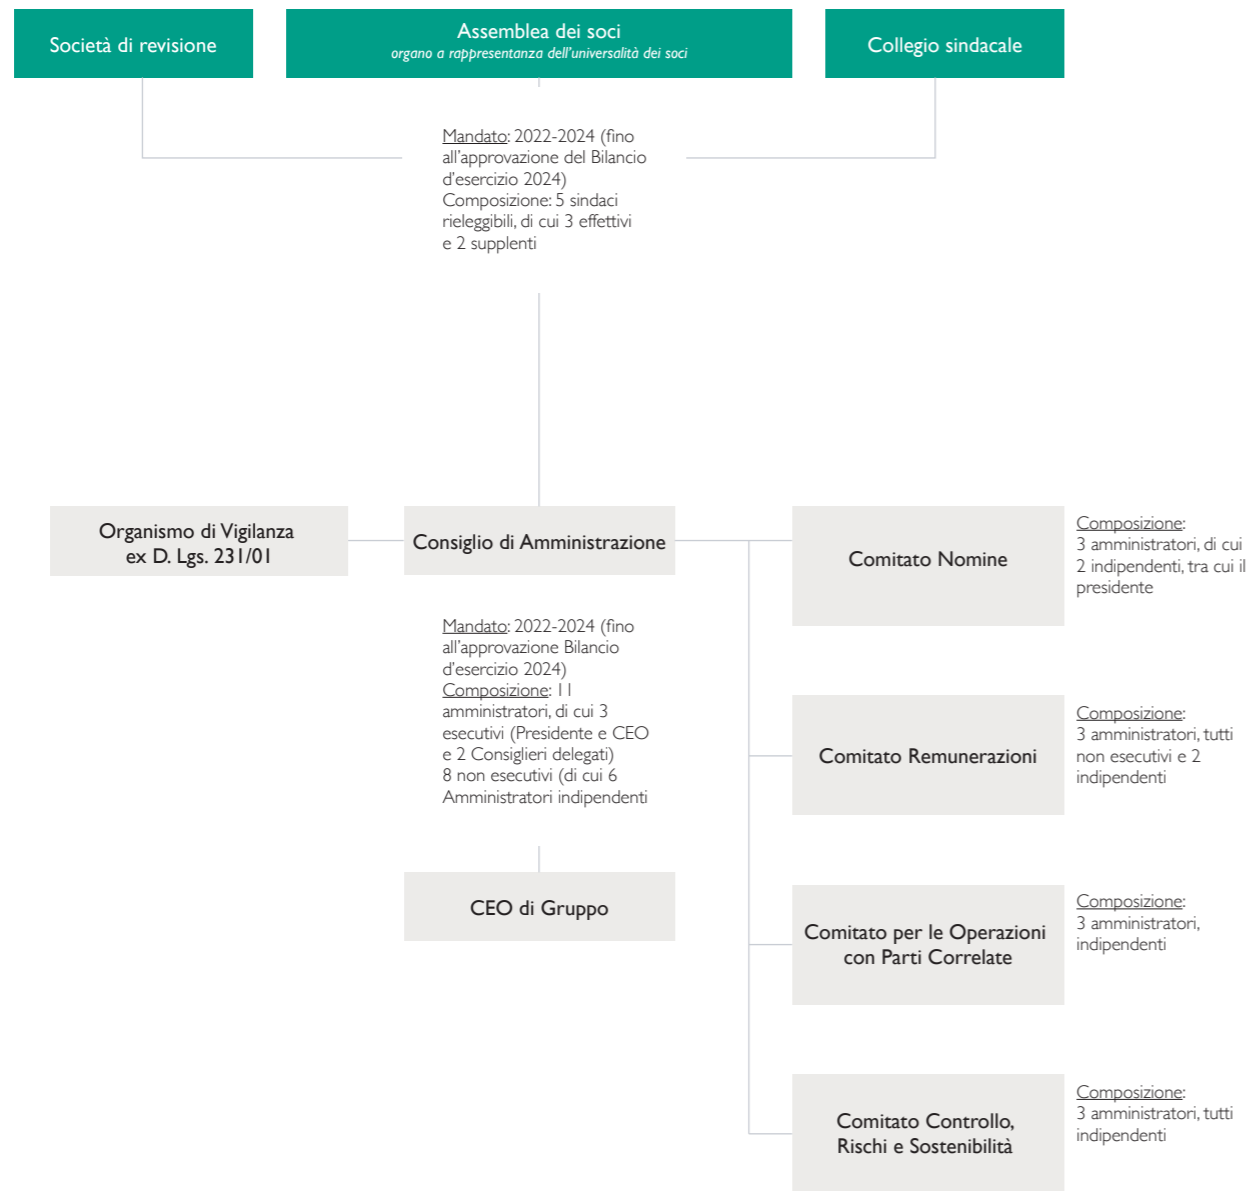 Società di revisione
Assemblea dei soci
organo a rappresentanza dell'universalità dei soci
Collegio sindacale
Mandato: 2022-2024 (fino
all'approvazione del Bilancio
d'esercizio 2024)
Composizione: 5 sindaci
rieleggibili, di cui 3 effettivi
e 2 supplenti
Organismo di Vigilanza
ex D. Lgs. 231/01
Consiglio di Amministrazione
Comitato Nomine
Composizione:
3 amministratori, di cui
2 indipendenti, tra cui il
presidente
Mandato: 2022-2024 (fino
all'approvazione Bilancio
d'esercizio 2024)
Composizione: 11
amministratori, di cui 3
esecutivi (Presidente e CEO
e 2 Consiglieri delegati)
8 non esecutivi (di cui 6
Amministratori indipendenti
Comitato Remunerazioni
Composizione:
3 amministratori, tutti
non esecutivi e 2
indipendenti
CEO di Gruppo
Comitato per le Operazioni
con Parti Correlate
Composizione:
3 amministratori,
indipendenti
Comitato Controllo,
Rischi e Sostenibilità
Composizione:
3 amministratori, tutti
indipendenti